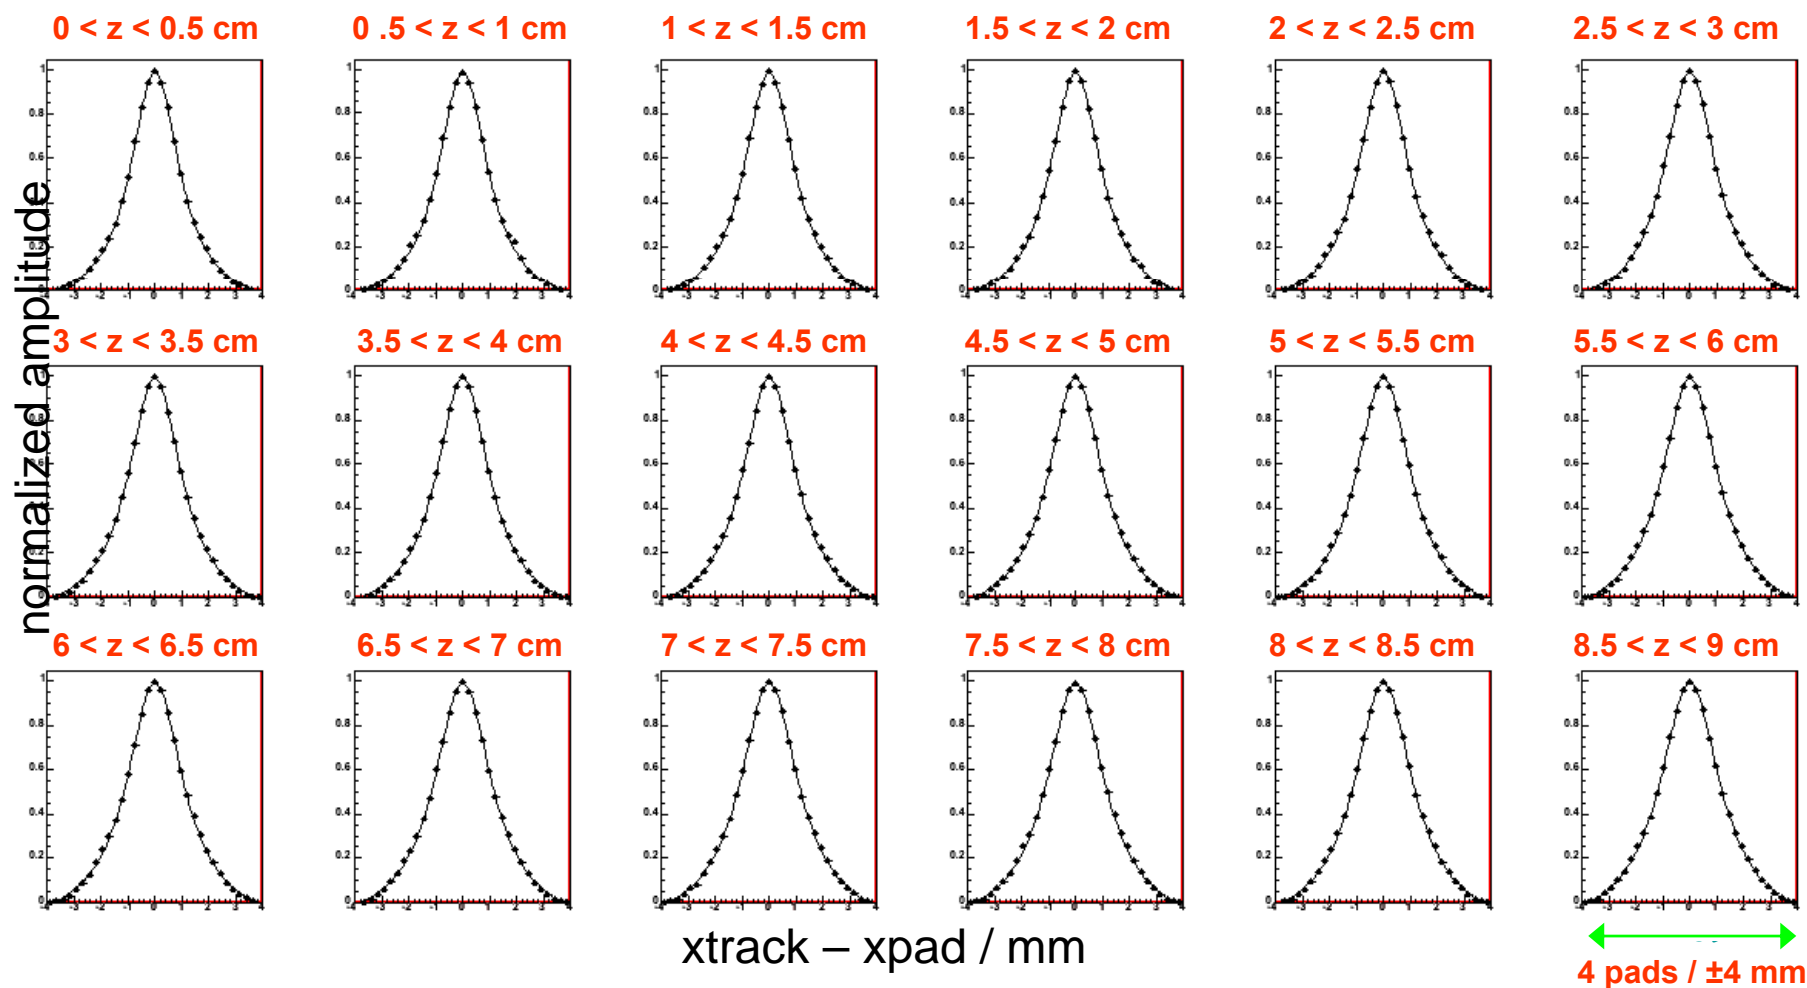 0 < z < 0.5 cm
0 .5 < z < 1 cm
1 < z < 1.5 cm
1.5 < z < 2 cm
2 < z < 2.5 cm
2.5 < z < 3 cm
3 < z < 3.5 cm
3.5 < z < 4 cm
4 < z < 4.5 cm
4.5 < z < 5 cm
5 < z < 5.5 cm
5.5 < z < 6 cm
6 < z < 6.5 cm
6.5 < z < 7 cm
7 < z < 7.5 cm
7.5 < z < 8 cm
8 < z < 8.5 cm
8.5 < z < 9 cm
normalized amplitude
xtrack – xpad / mm
4 pads / ±4 mm